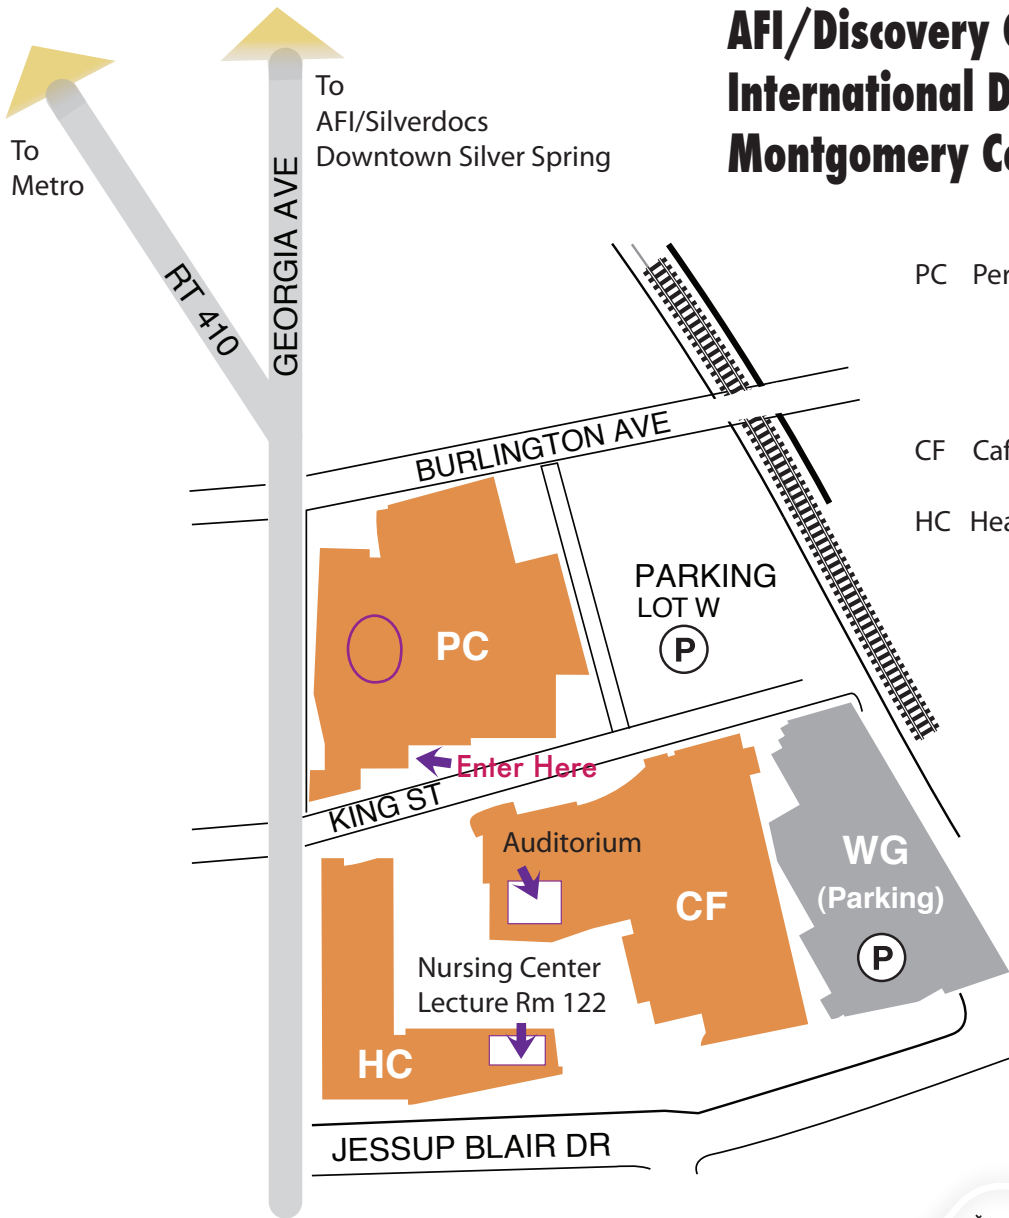 AFI/Discovery
International
Montgomery
To
Metro
To
AFI/Silverdocs
Downtown Silver Spring
GEORGIA AVE
RT 410
PC
CF
HC
BURLINGTON AVE
PARKING
LOT W
P
PC
Enter Here
KING ST
Auditorium
CF
WG
(Parking)
P
Nursing Center
Lecture Rm 122
HC
JESSUP BLAIR DR